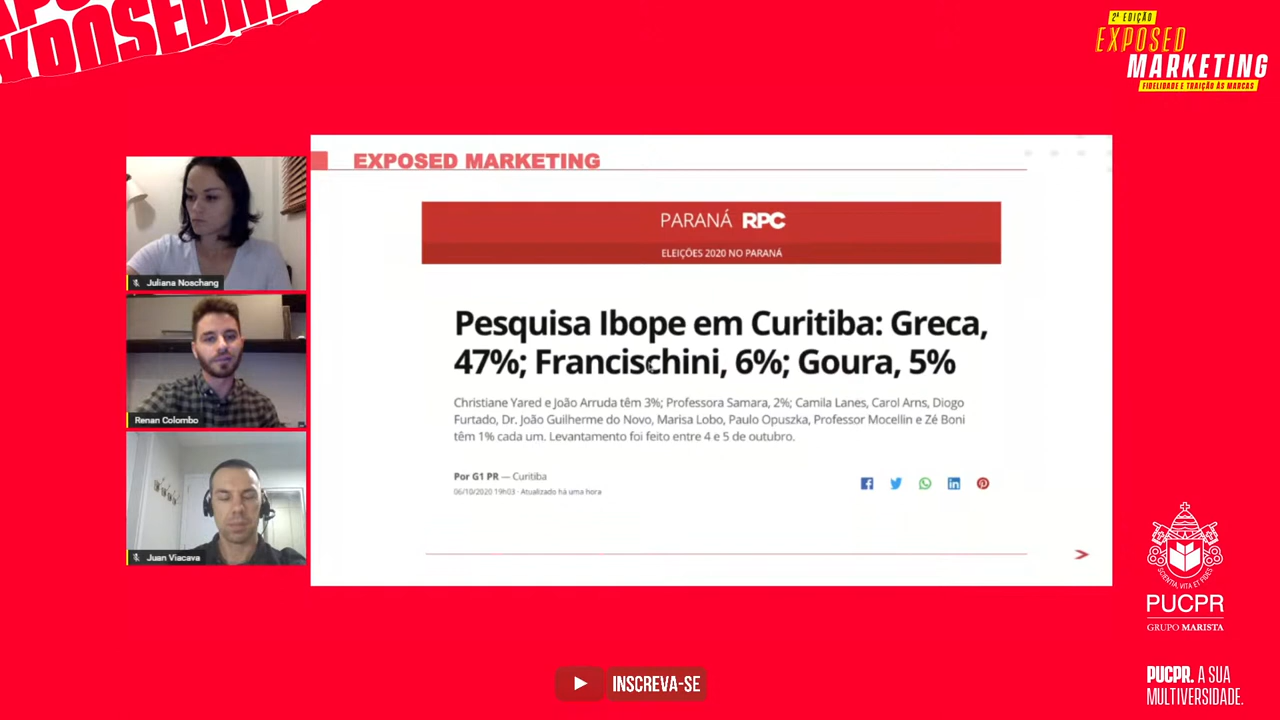 EXPOSED
2ª EDIÇÃO
EXPOSED
MARKETING
FIDELIDADE E TRAIÇÃO ÀS MARCAS
EXPOSED MARKETING
PARANÁ RPC
ELEIÇÕES 2020 NO PARANÁ
Pesquisa Ibope em Curitiba: Greca,
47%; Francischini, 6%; Goura, 5%
Christiane Yared e João Arruda têm 3%; Professora Samara, 2%; Camila Lanes, Carol Arns, Diogo
Furtado, Dr. João Guilherme do Novo, Marisa Lobo, Paulo Opuszka, Professor Mocellin e Zé Boni
têm 1% cada um. Levantamento foi feito entre 4 e 5 de outubro.
Por G1 PR — Curitiba
06/10/2020 19h03 · Atualizado há uma hora
Juliana Noschang
Renan Colombo
Juan Viacava
SCIENTIA, VITA ET FIDES
PUCPR
GRUPO MARISTA
PUCPR. A SUA
MULTIVERSIDADE.
INSCREVA-SE